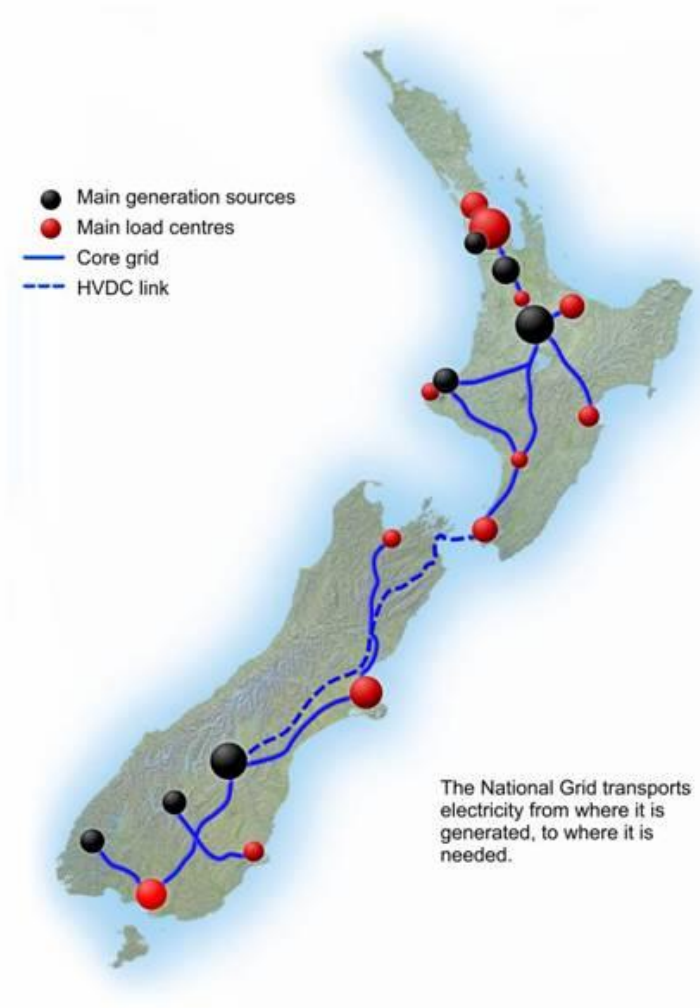 Main generation sources
Main load centres
Core grid
HVDC link
The National Grid transports
electricity from where it is
generated, to where it is
needed.